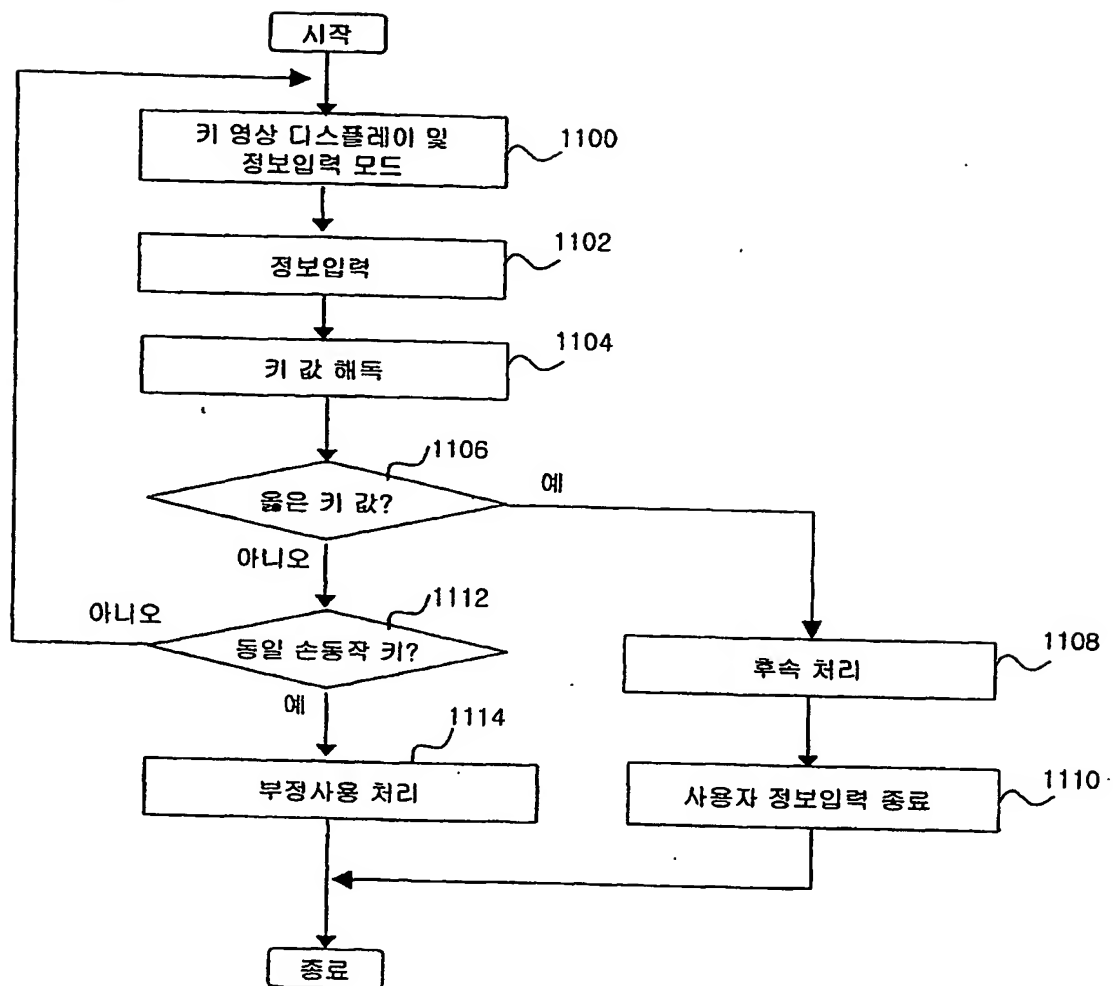 시작
키 영상 디스플레이 및
정보입력 모드
1100
정보입력
1102
키 값 해독
1104
1106
옳은 키 값?
예
아니오
아니오
1112
동일 손동작 키?
예
후속 처리
1108
1114
부정사용 처리
사용자 정보입력 종료
1110
종료